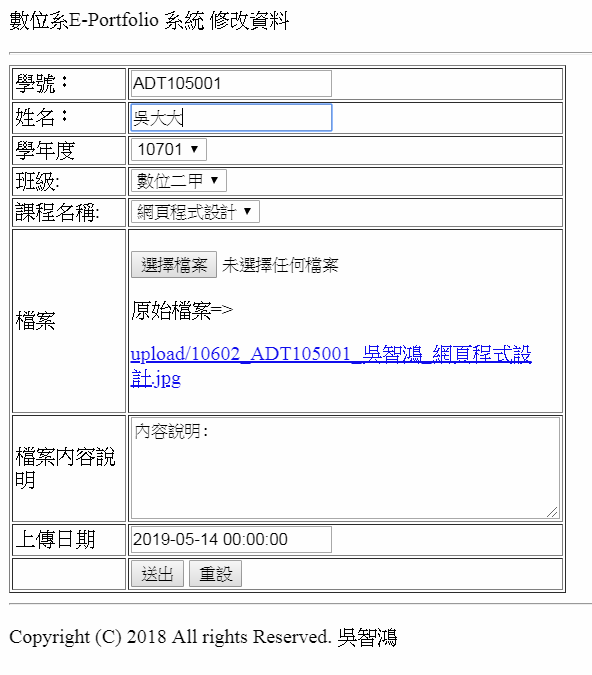 數位系E-Portfolio 系統 修改資料
學號：
ADT105001
姓名：
吳大大
學年度
10701
班級:
數位二甲
課程名稱:
網頁程式設計
檔案
選擇檔案 未選擇任何檔案
原始檔案=>
upload/10602_ADT105001_吳智鴻_網頁程式設
計.jpg
檔案內容說
明
內容說明:
上傳日期
2019-05-14 00:00:00
送出 重設
Copyright (C) 2018 All rights Reserved. 吳智鴻